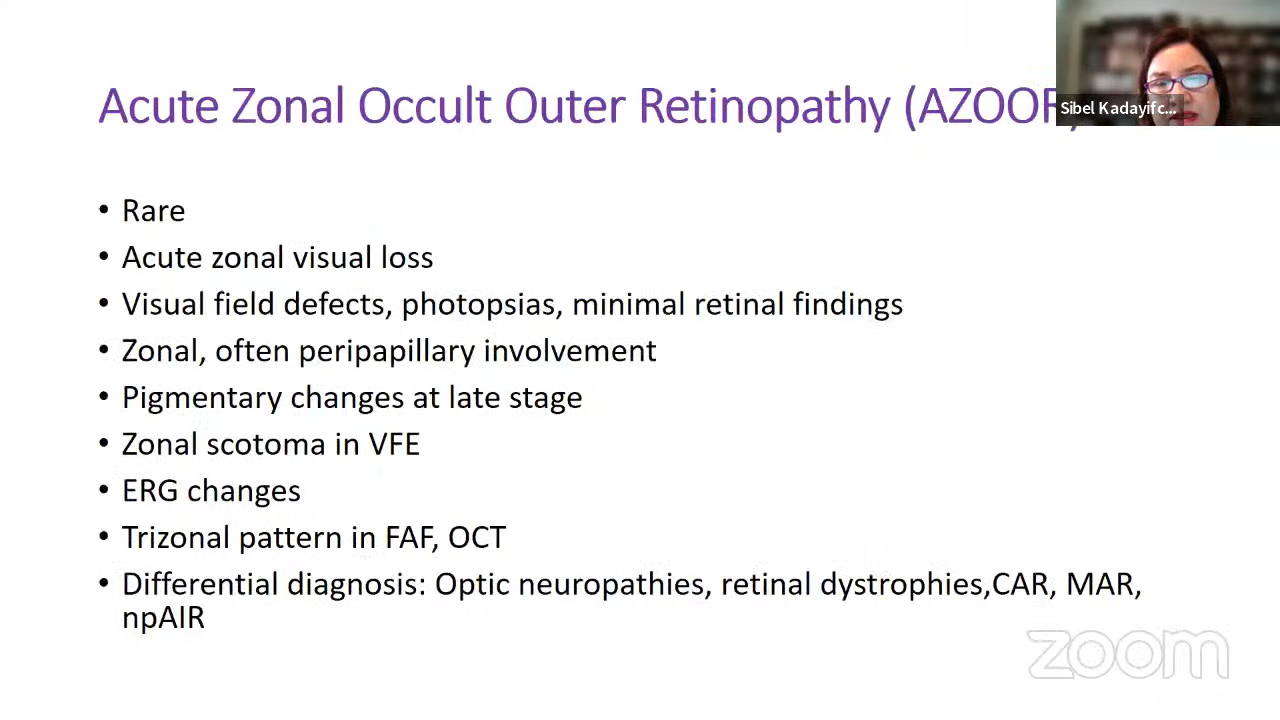 Acute Zonal Occult Outer Retinopathy (AZOOR)
Sibel Kadayifc...
• Rare
• Acute zonal visual loss
• Visual field defects, photopsias, minimal retinal findings
• Zonal, often peripapillary involvement
• Pigmentary changes at late stage
• Zonal scotoma in VFE
• ERG changes
• Trizonal pattern in FAF, OCT
• Differential diagnosis: Optic neuropathies, retinal dystrophies,CAR, MAR,
npAIR
zoom